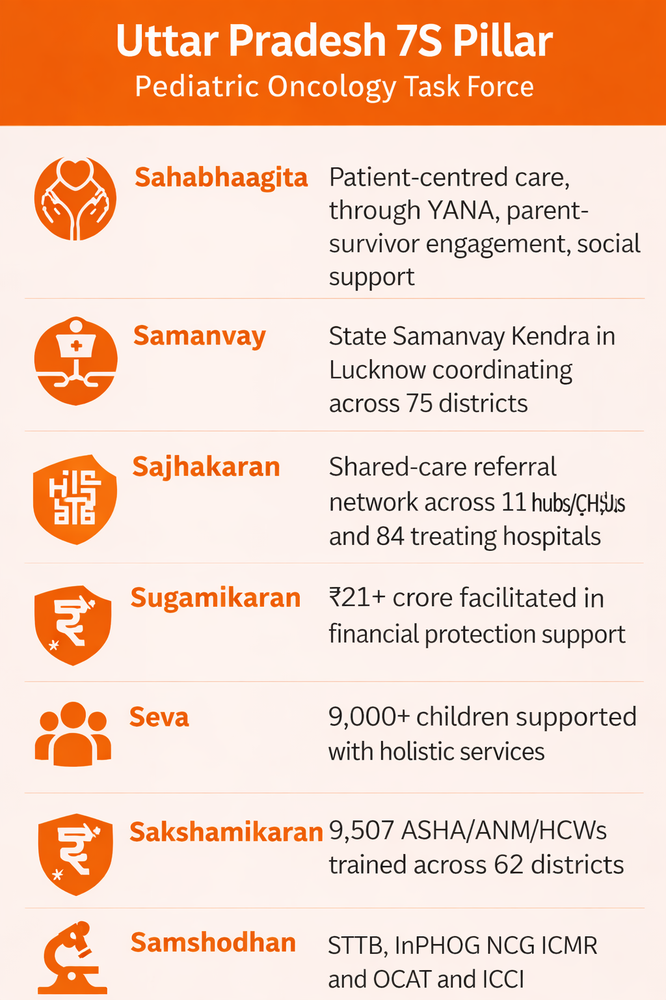 Uttar Pradesh 7S Pillar
Pediatric Oncology Task Force
Sahabhaagita
Patient-centred care,
through YANA, parent-
survivor engagement, social
support
Samanvay
State Samanvay Kendra in
Lucknow coordinating
across 75 districts
Sajhakaran
Shared-care referral
network across 11 hubs/
and 84 treating hospitals
Sugamikaran
₹21+ crore facilitated in
financial protection support
Seva
9,000+ children supported
with holistic services
Sakshamikaran
9,507 ASHA/ANM/HCWs
trained across 62 districts
Samshodhan
STTB, InPHOG NCG ICMR
and OCAT and ICCI